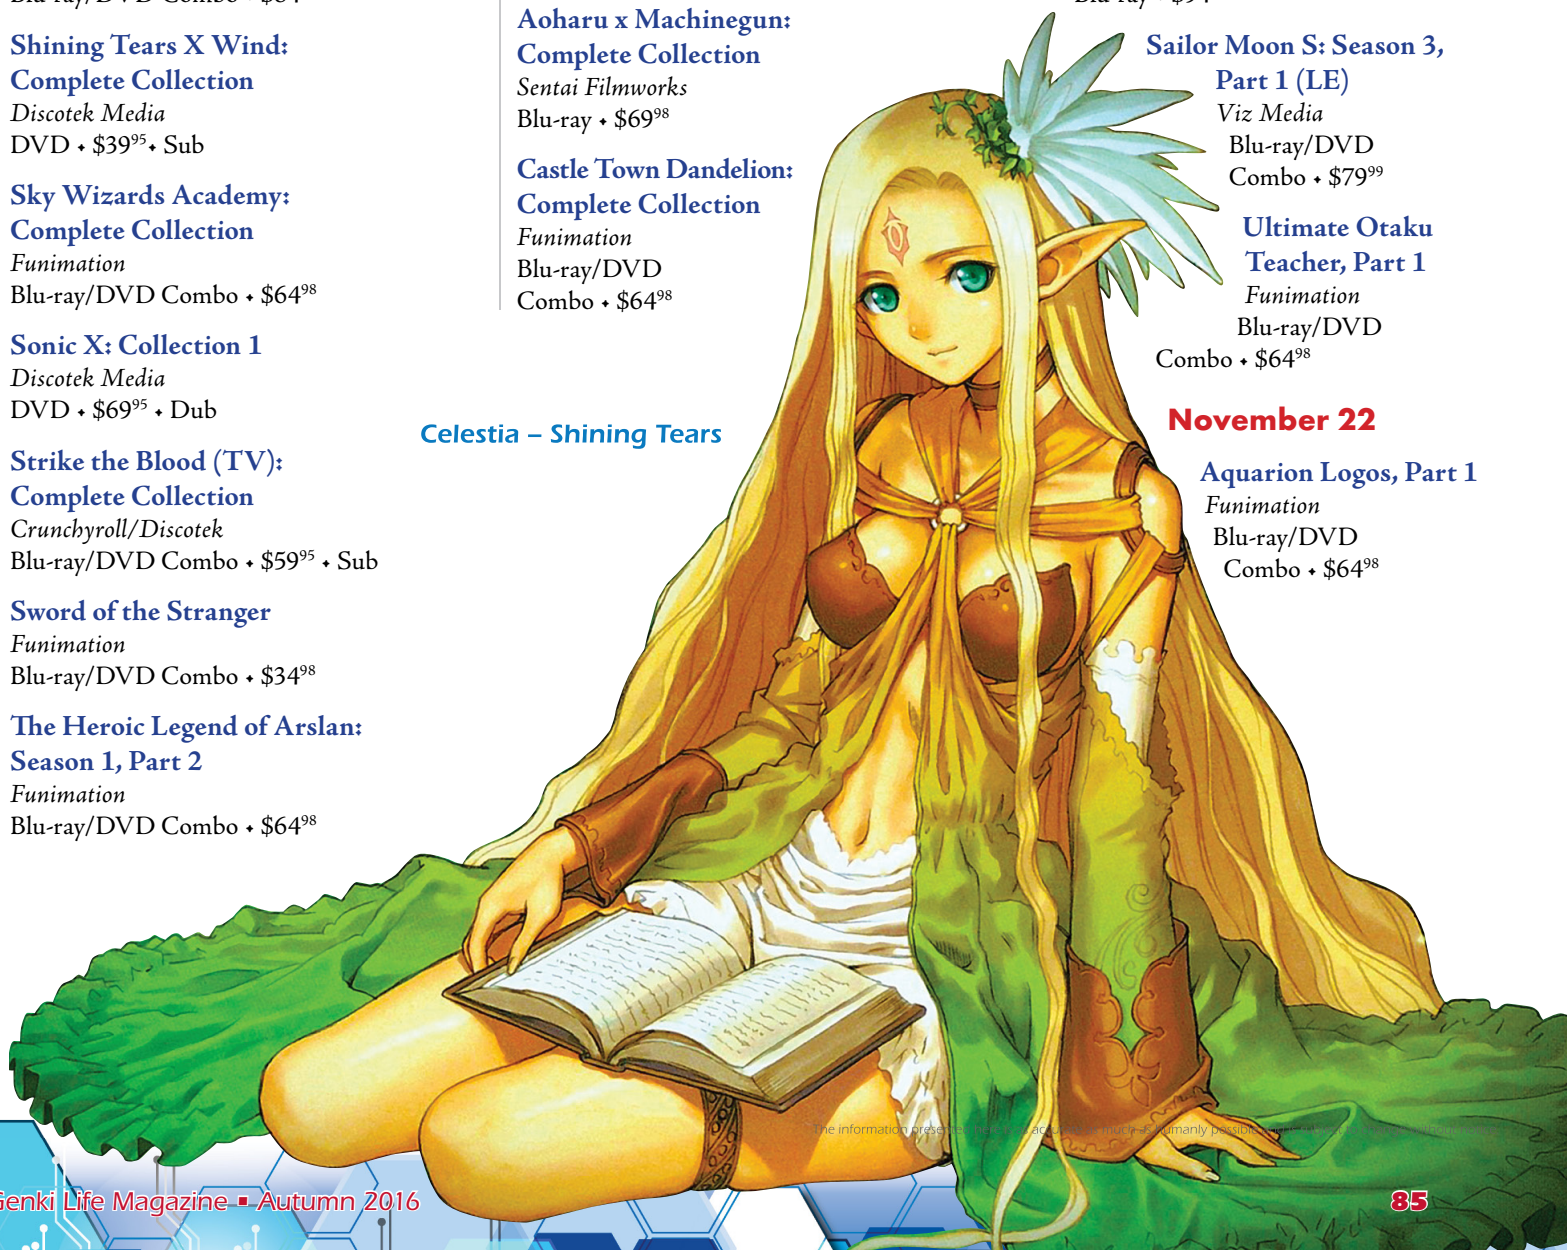 Shining Tears X Wind:
Complete Collection
Discotek Media
DVD • $39⁹⁵• Sub
Sky Wizards Academy:
Complete Collection
Funimation
Blu-ray/DVD Combo • $64⁹⁸
Sonic X: Collection 1
Discotek Media
DVD • $69⁹⁵ • Dub
Strike the Blood (TV):
Complete Collection
Crunchyroll/Discotek
Blu-ray/DVD Combo • $59⁹⁵ • Sub
Sword of the Stranger
Funimation
Blu-ray/DVD Combo • $34⁹⁸
The Heroic Legend of Arslan:
Season 1, Part 2
Funimation
Blu-ray/DVD Combo • $64⁹⁸
Aoharu x Machinegun:
Complete Collection
Sentai Filmworks
Blu-ray • $69⁹⁸
Castle Town Dandelion:
Complete Collection
Funimation
Blu-ray/DVD
Combo • $64⁹⁸
Celestia – Shining Tears
Sailor Moon S: Season 3,
Part 1 (LE)
Viz Media
Blu-ray/DVD
Combo • $79⁹⁹
Ultimate Otaku
Teacher, Part 1
Funimation
Blu-ray/DVD
Combo • $64⁹⁸
November 22
Aquarion Logos, Part 1
Funimation
Blu-ray/DVD
Combo • $64⁹⁸
The information much as humanly possible
Genki Life Magazine ▪ Autumn 2016
85